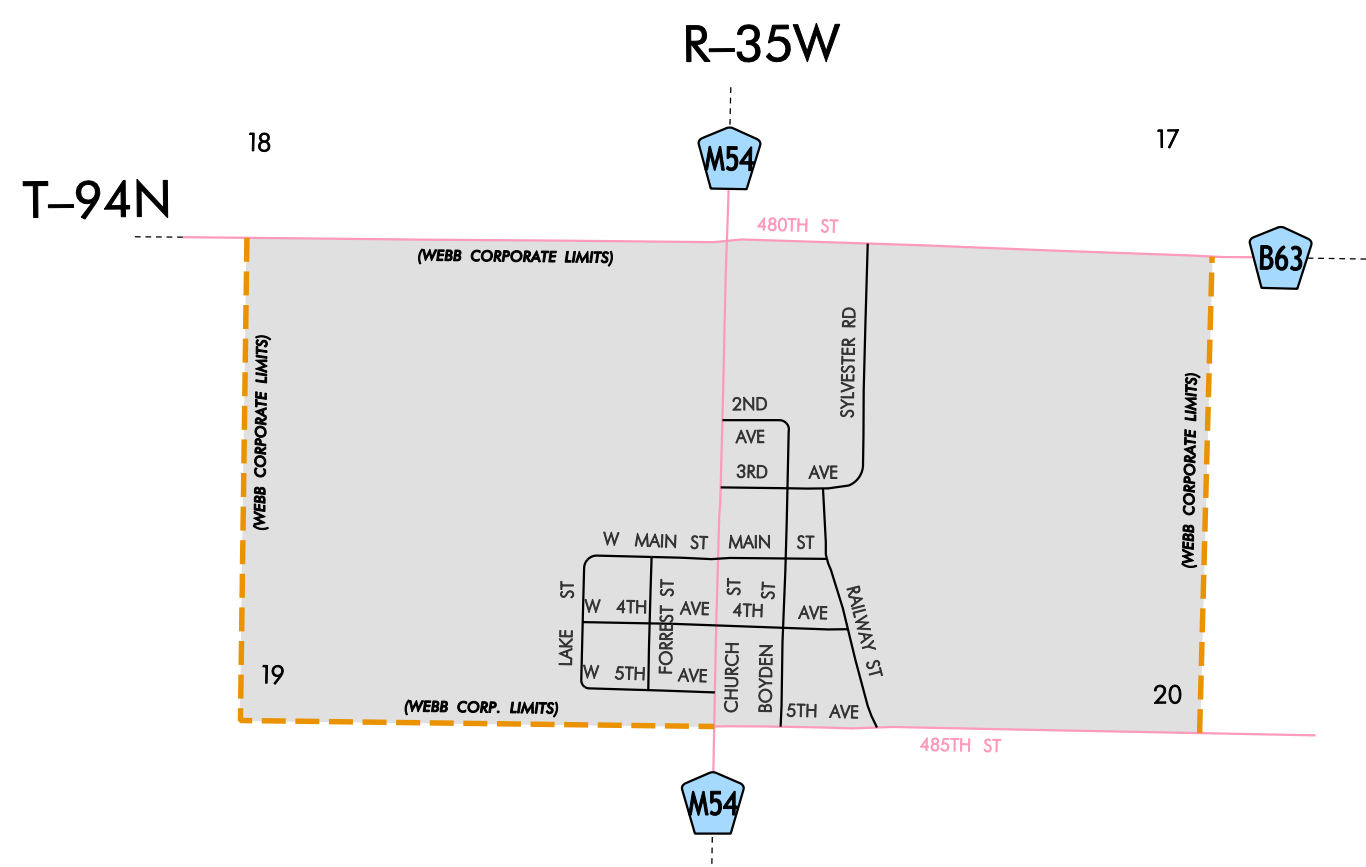 R–35W
18
M54
17
T–94N
480TH ST
(WEBB CORPORATE LIMITS)
B63
(WEBB CORPORATE LIMITS)
SYLVESTER RD
(WEBB CORPORATE LIMITS)
2ND
AVE
3RD AVE
W MAIN ST MAIN ST
LAKE ST
FORREST ST
CHURCH ST
BOYDEN ST
RAILWAY ST
W 4TH AVE 4TH AVE
W 5TH AVE
19
20
(WEBB CORP. LIMITS)
5TH AVE
485TH ST
M54